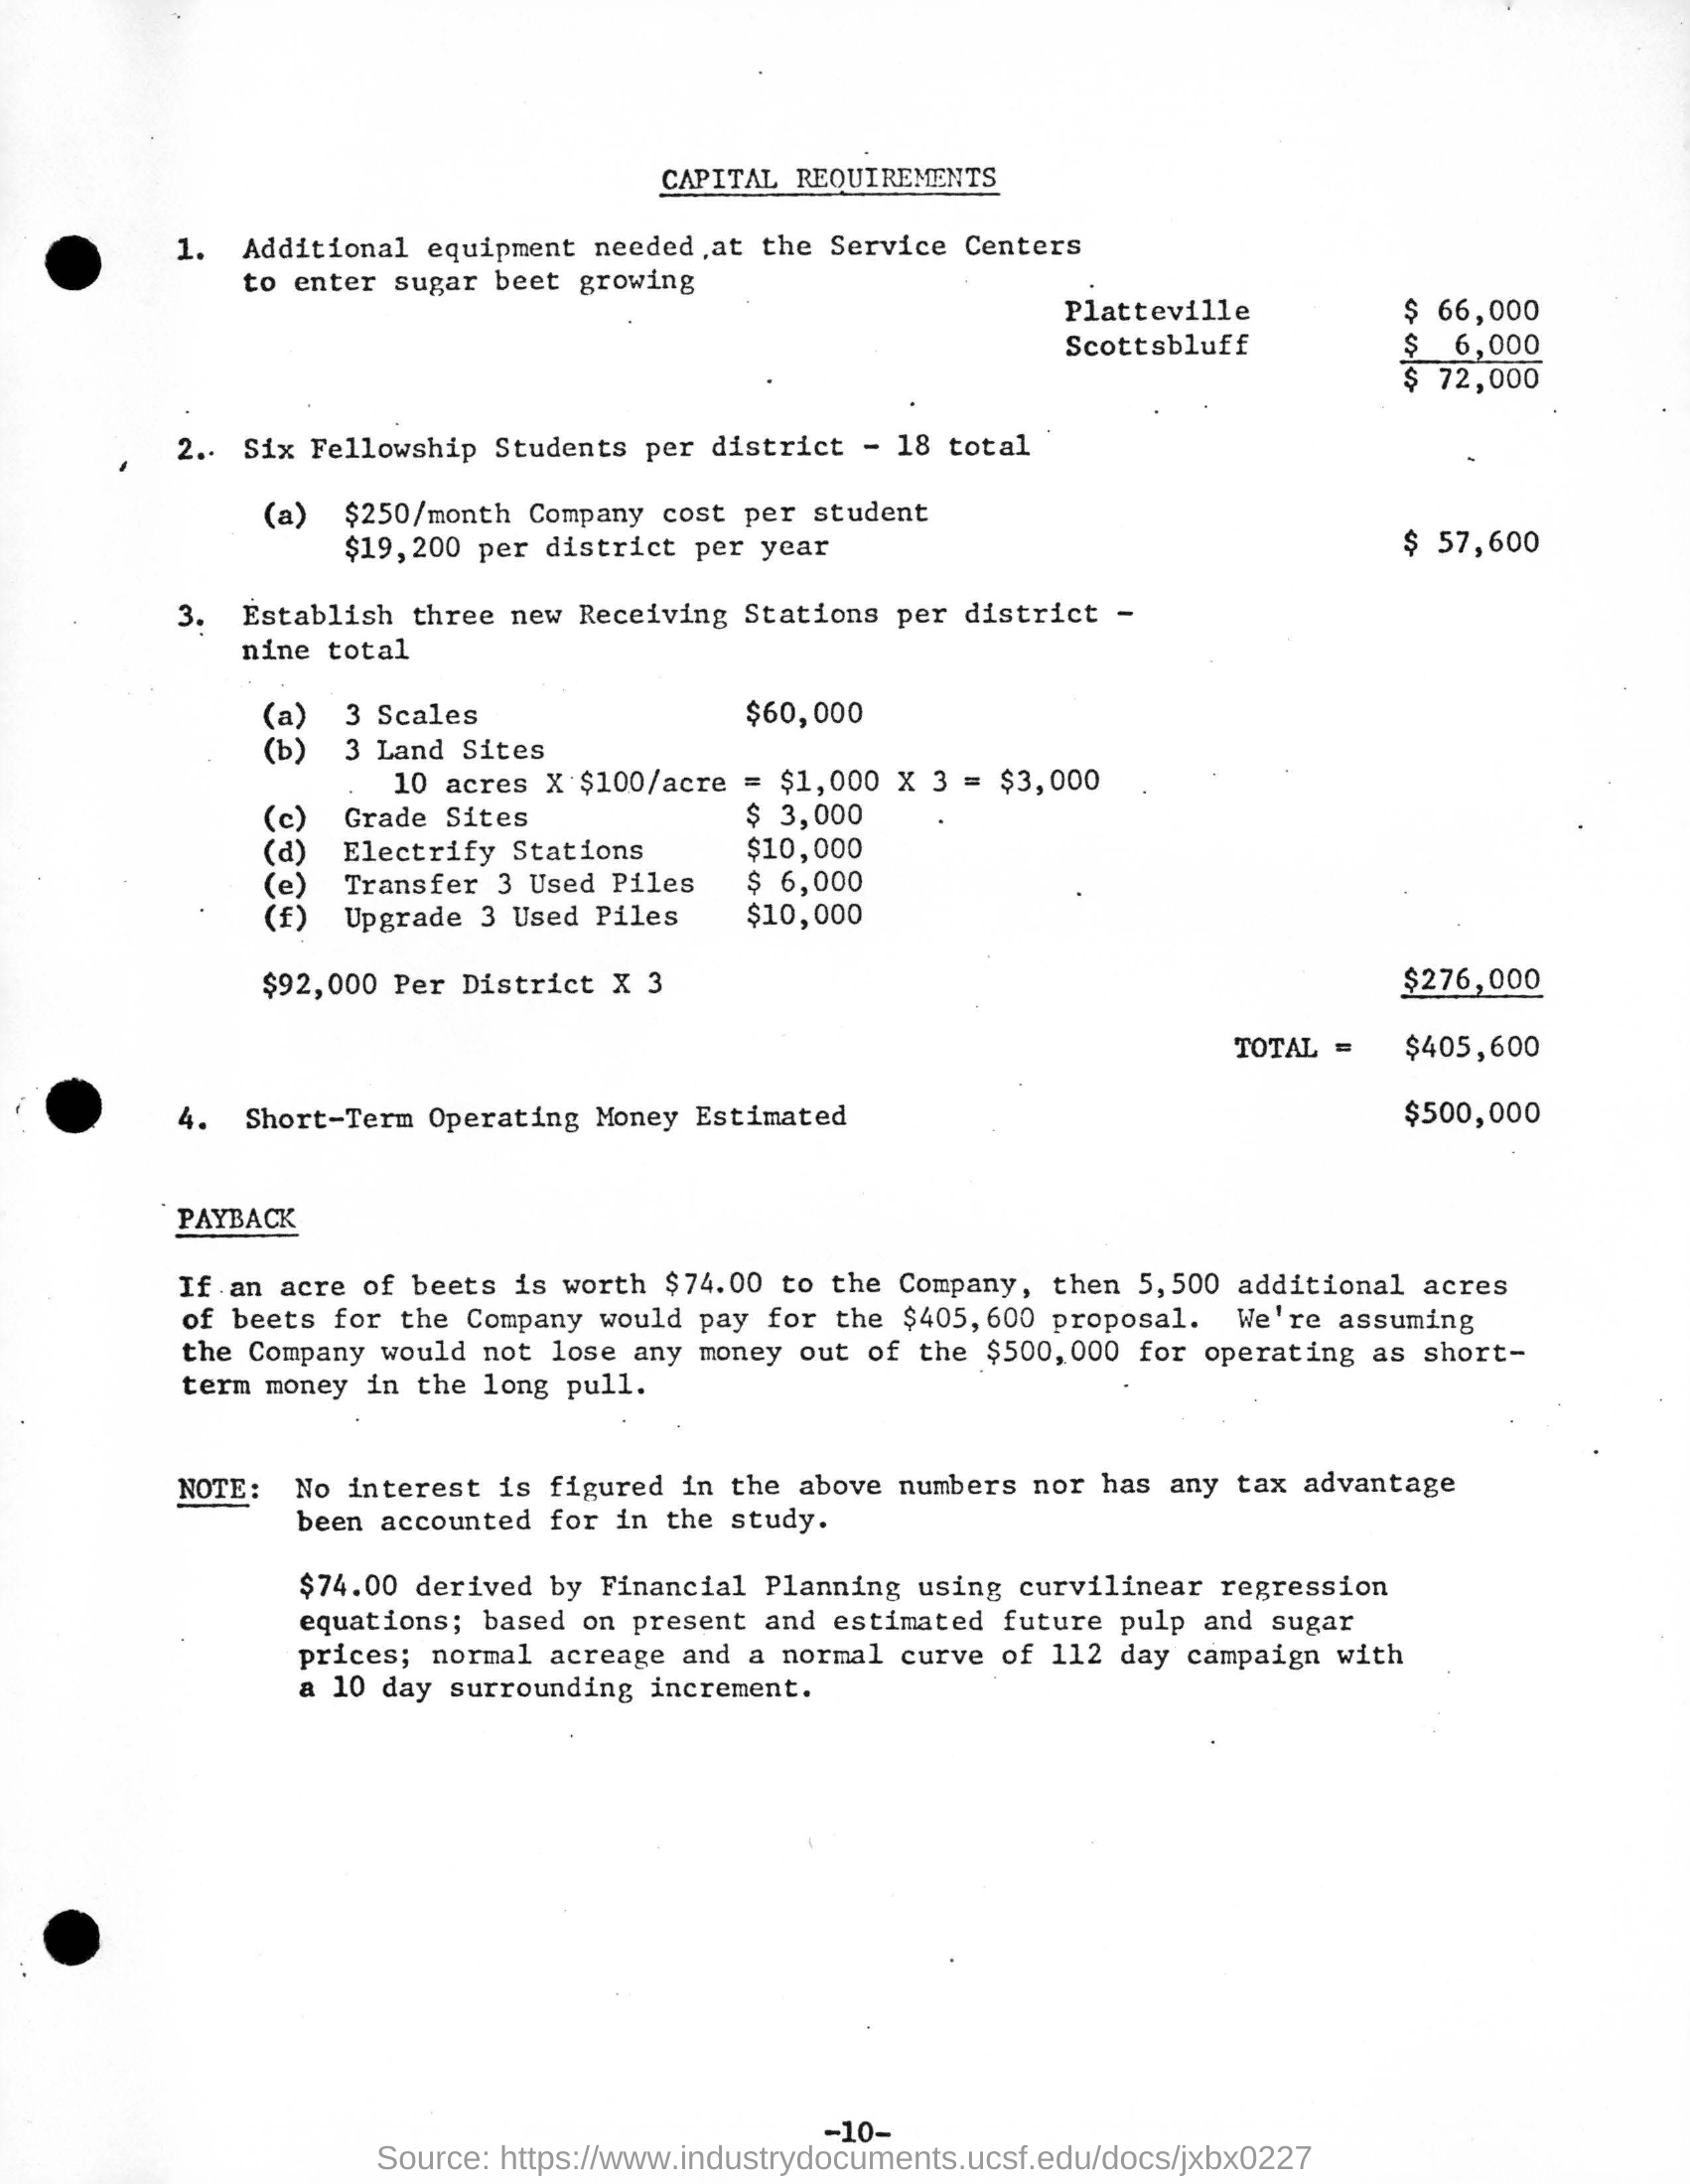 CAPITAL REQUIREMENTS
1. Additional equipment needed at the Service Centers
to enter sugar beet growing
Platteville $ 66,000
Scottsbluff $ 6,000
$ 72,000
2. Six Fellowship Students per district - 18 total
(a) $250/month Company cost per student
$19,200 per district per year $ 57,600
3. Establish three new Receiving Stations per district -
nine total
(a) 3 Scales $60,000
(b) 3 Land Sites
10 acres X $100/acre = $1,000 X 3 = $3,000
(c) Grade Sites $ 3,000
(d) Electrify Stations $10,000
(e) Transfer 3 Used Piles $ 6,000
(f) Upgrade 3 Used Piles $10,000
$92,000 Per District X 3 $276,000
TOTAL = $405,600
4. Short-Term Operating Money Estimated $500,000
PAYBACK
If an acre of beets is worth $74.00 to the Company, then 5,500 additional acres
of beets for the Company would pay for the $405,600 proposal. We're assuming
the Company would not lose any money out of the $500,000 for operating as short-
term money in the long pull.
NOTE: No interest is figured in the above numbers nor has any tax advantage
been accounted for in the study.
$74.00 derived by Financial Planning using curvilinear regression
equations; based on present and estimated future pulp and sugar
prices; normal acreage and a normal curve of 112 day campaign with
a 10 day surrounding increment.
-10-
Source: https://www.industrydocuments.ucsf.edu/docs/jxbx0227